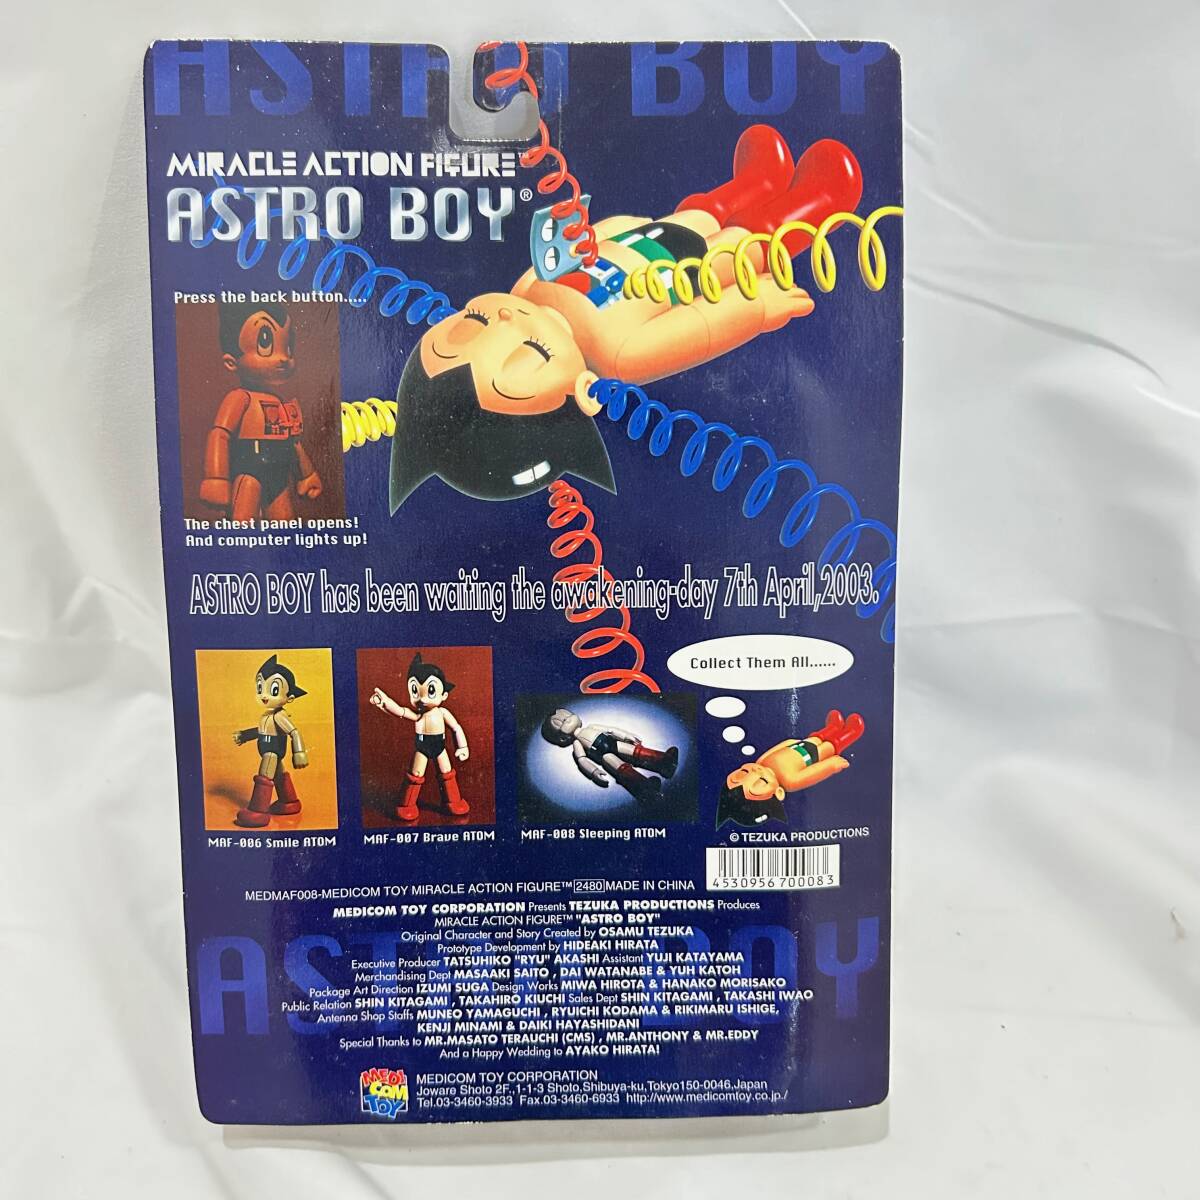 ASTRO BOY
MIRACLE ACTION FIGURE™
ASTRO BOY®
Press the back button.....
The chest panel opens!
And computer lights up!
ASTRO BOY has been waiting the awakening-day 7th April,2003.
Collect Them All......
MAF-006 Smile ATOM
MAF-007 Brave ATOM
MAF-008 Sleeping ATOM
© TEZUKA PRODUCTIONS
4530956700083
MEDMAF008-MEDICOM TOY MIRACLE ACTION FIGURE™ 2480 MADE IN CHINA
MEDICOM TOY CORPORATION Presents TEZUKA PRODUCTIONS Produces
MIRACLE ACTION FIGURE™ "ASTRO BOY"
Original Character and Story Created by OSAMU TEZUKA
Prototype Development by HIDEAKI HIRATA
Executive Producer TATSUHIKO "RYU" AKASHI Assistant YUJI KATAYAMA
Merchandising Dept MASAAKI SAITO , DAI WATANABE & YUH KATOH
Package Art Direction IZUMI SUGA Design Works MIWA HIROTA & HANAKO MORISAKO
Public Relation SHIN KITAGAMI , TAKAHIRO KIUCHI Sales Dept SHIN KITAGAMI , TAKASHI IWAO
Antenna Shop Staffs MUNEO YAMAGUCHI , RYUICHI KODAMA & RIKIMARU ISHIGE,
KENJI MINAMI & DAIKI HAYASHIDANI
Special Thanks to MR.MASATO TERAUCHI (CMS) , MR.ANTHONY & MR.EDDY
And a Happy Wedding to AYAKO HIRATA!
ASTRO BOY
MEDI
COM
TOY
MEDICOM TOY CORPORATION
Joware Shoto 2F.,1-1-3 Shoto,Shibuya-ku,Tokyo150-0046,Japan
Tel.03-3460-3933 Fax.03-3460-6933 http://www.medicomtoy.co.jp/